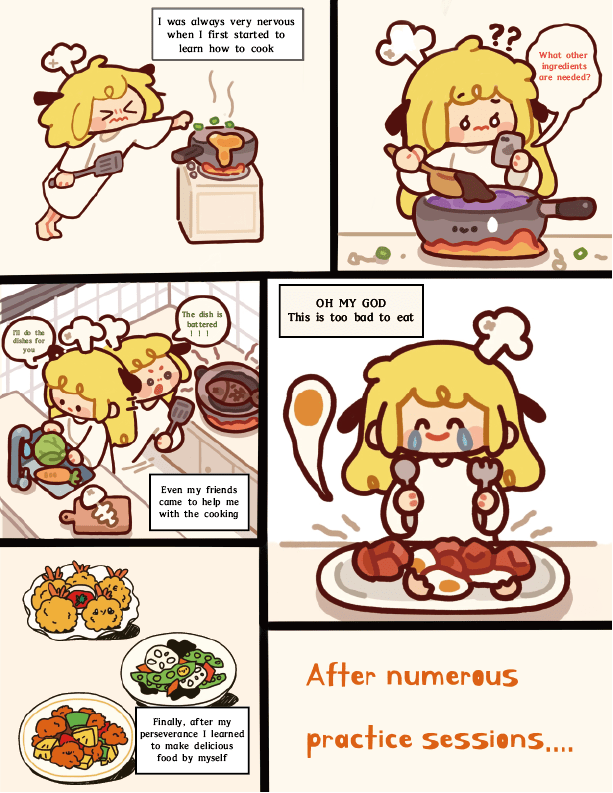 I was always very nervous
when I first started to
learn how to cook
??
What other
ingredients
are needed?
I'll do the
dishes for
you
The dish is
battered
! ! !
Even my friends
came to help me
with the cooking
OH MY GOD
This is too bad to eat
After numerous
practice sessions....
Finally, after my
perseverance I learned
to make delicious
food by myself